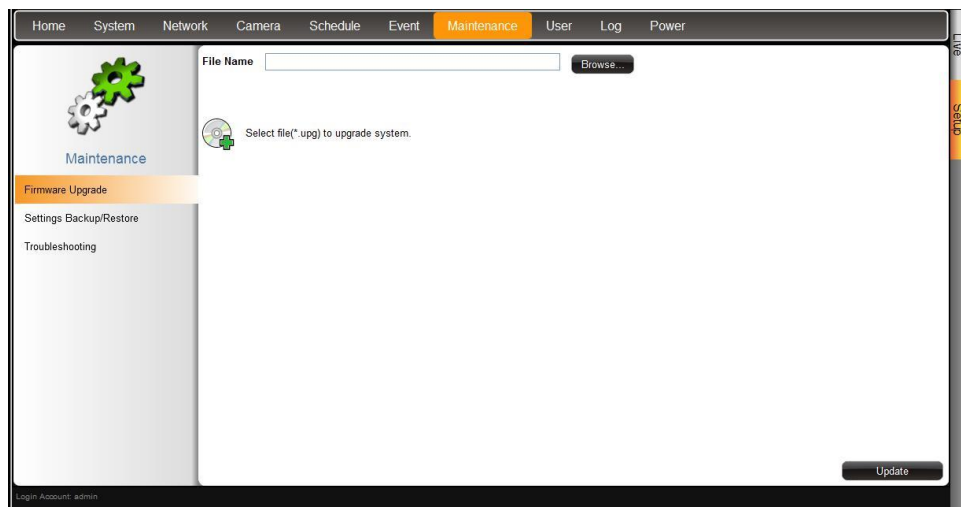 Home System Network Camera Schedule Event Maintenance User Log Power
Live
Setup
File Name Browse...
Select file(*.upg) to upgrade system.
Maintenance
Firmware Upgrade
Settings Backup/Restore
Troubleshooting
Update
Login Account: admin